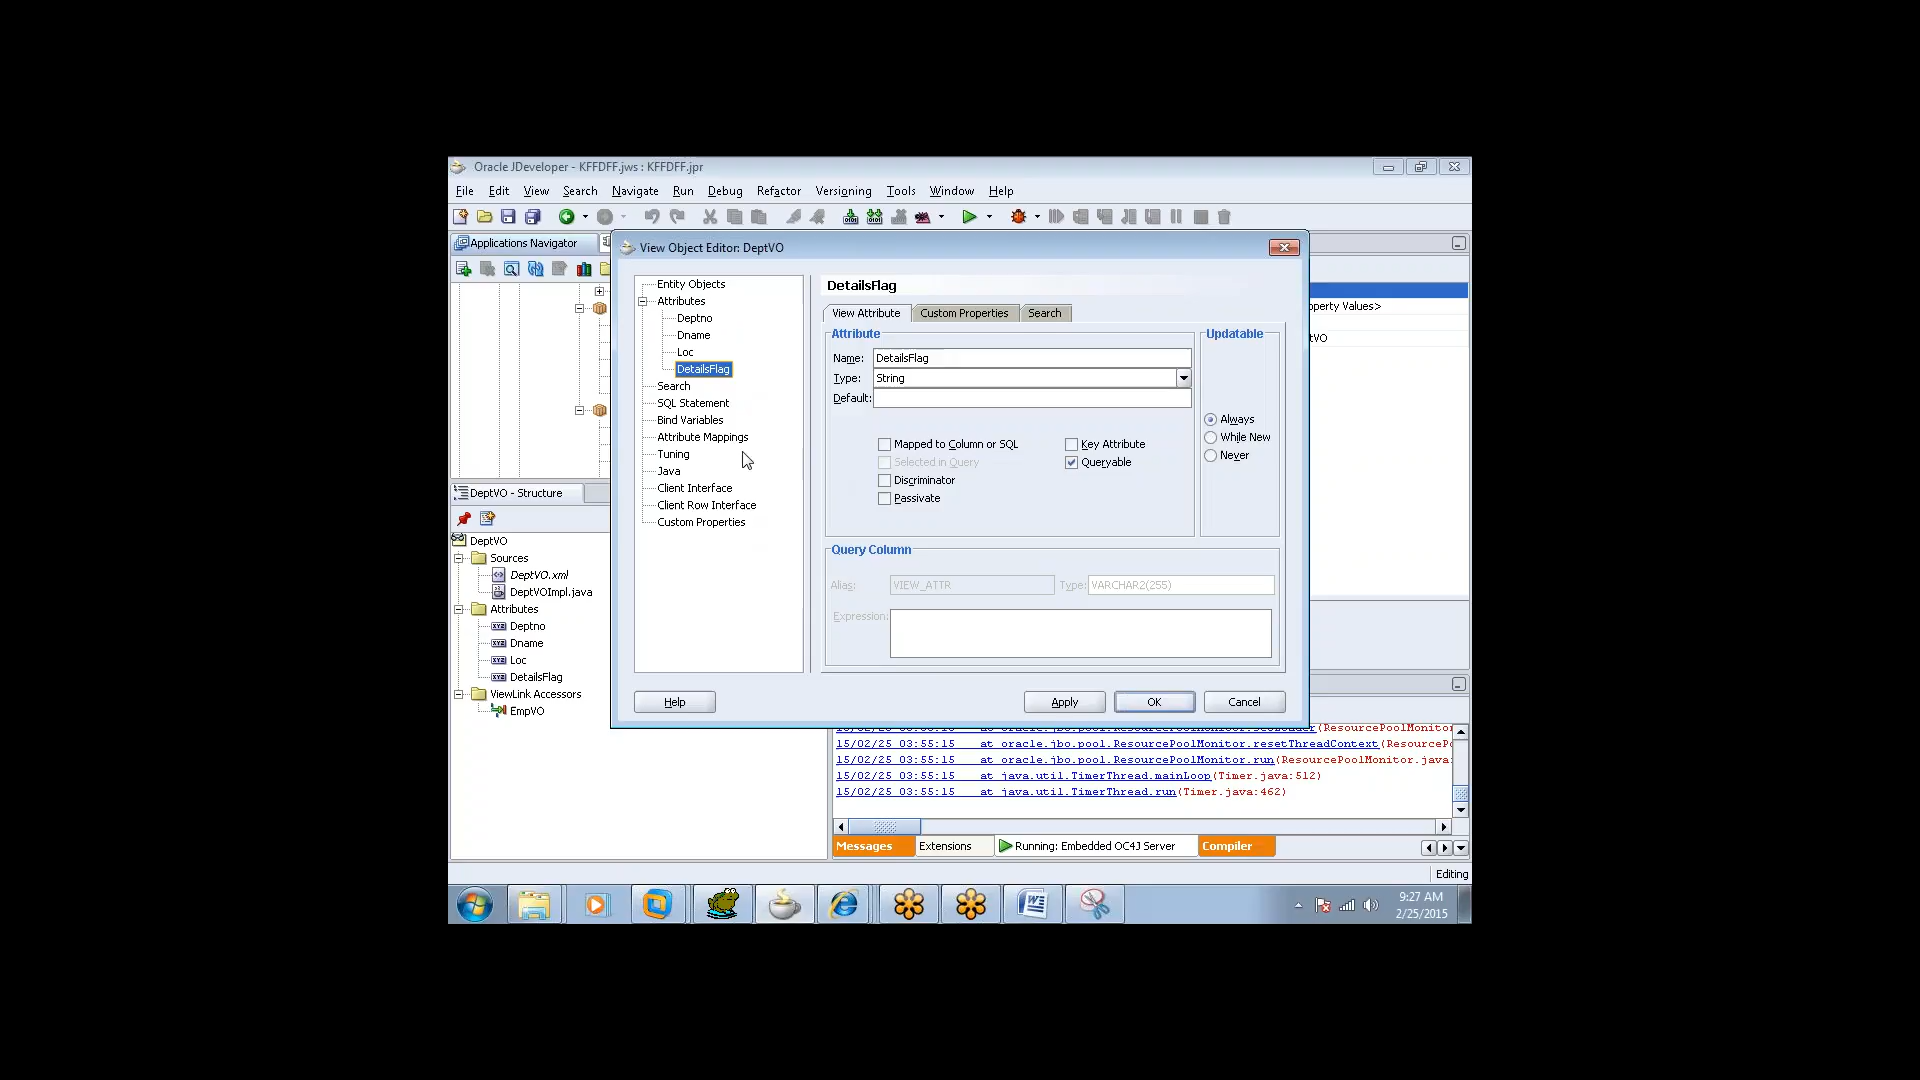 Oracle JDeveloper - KFFDFF.jws : KFFDFF.jpr
File Edit View Search Navigate Run Debug Refactor Versioning Tools Window Help
Applications Navigator
View Object Editor: DeptVO
Entity Objects
Attributes
Deptno
Dname
Loc
DetailsFlag
Search
SQL Statement
Bind Variables
Attribute Mappings
Tuning
Java
Client Interface
Client Row Interface
Custom Properties
DetailsFlag
View Attribute Custom Properties Search
Attribute
Name: DetailsFlag
Type: String
Default:
Mapped to Column or SQL
Selected in Query
Discriminator
Passivate
Key Attribute
Queryable
Updatable
Always
While New
Never
Query Column
Alias: VIEW_ATTR Type: VARCHAR2(255)
Expression:
Help Apply OK Cancel
operty Values>
tVO
DeptVO - Structure
DeptVO
Sources
DeptVO.xml
DeptVOImpl.java
Attributes
Deptno
Dname
Loc
DetailsFlag
ViewLink Accessors
EmpVO
15/02/25 03:55:15 at oracle.jbo.pool.ResourcePoolMonitor.resetThreadContext(ResourceP
15/02/25 03:55:15 at oracle.jbo.pool.ResourcePoolMonitor.run(ResourcePoolMonitor.java
15/02/25 03:55:15 at java.util.TimerThread.mainLoop(Timer.java:512)
15/02/25 03:55:15 at java.util.TimerThread.run(Timer.java:462)
Messages Extensions Running: Embedded OC4J Server Compiler
Editing
9:27 AM
2/25/2015